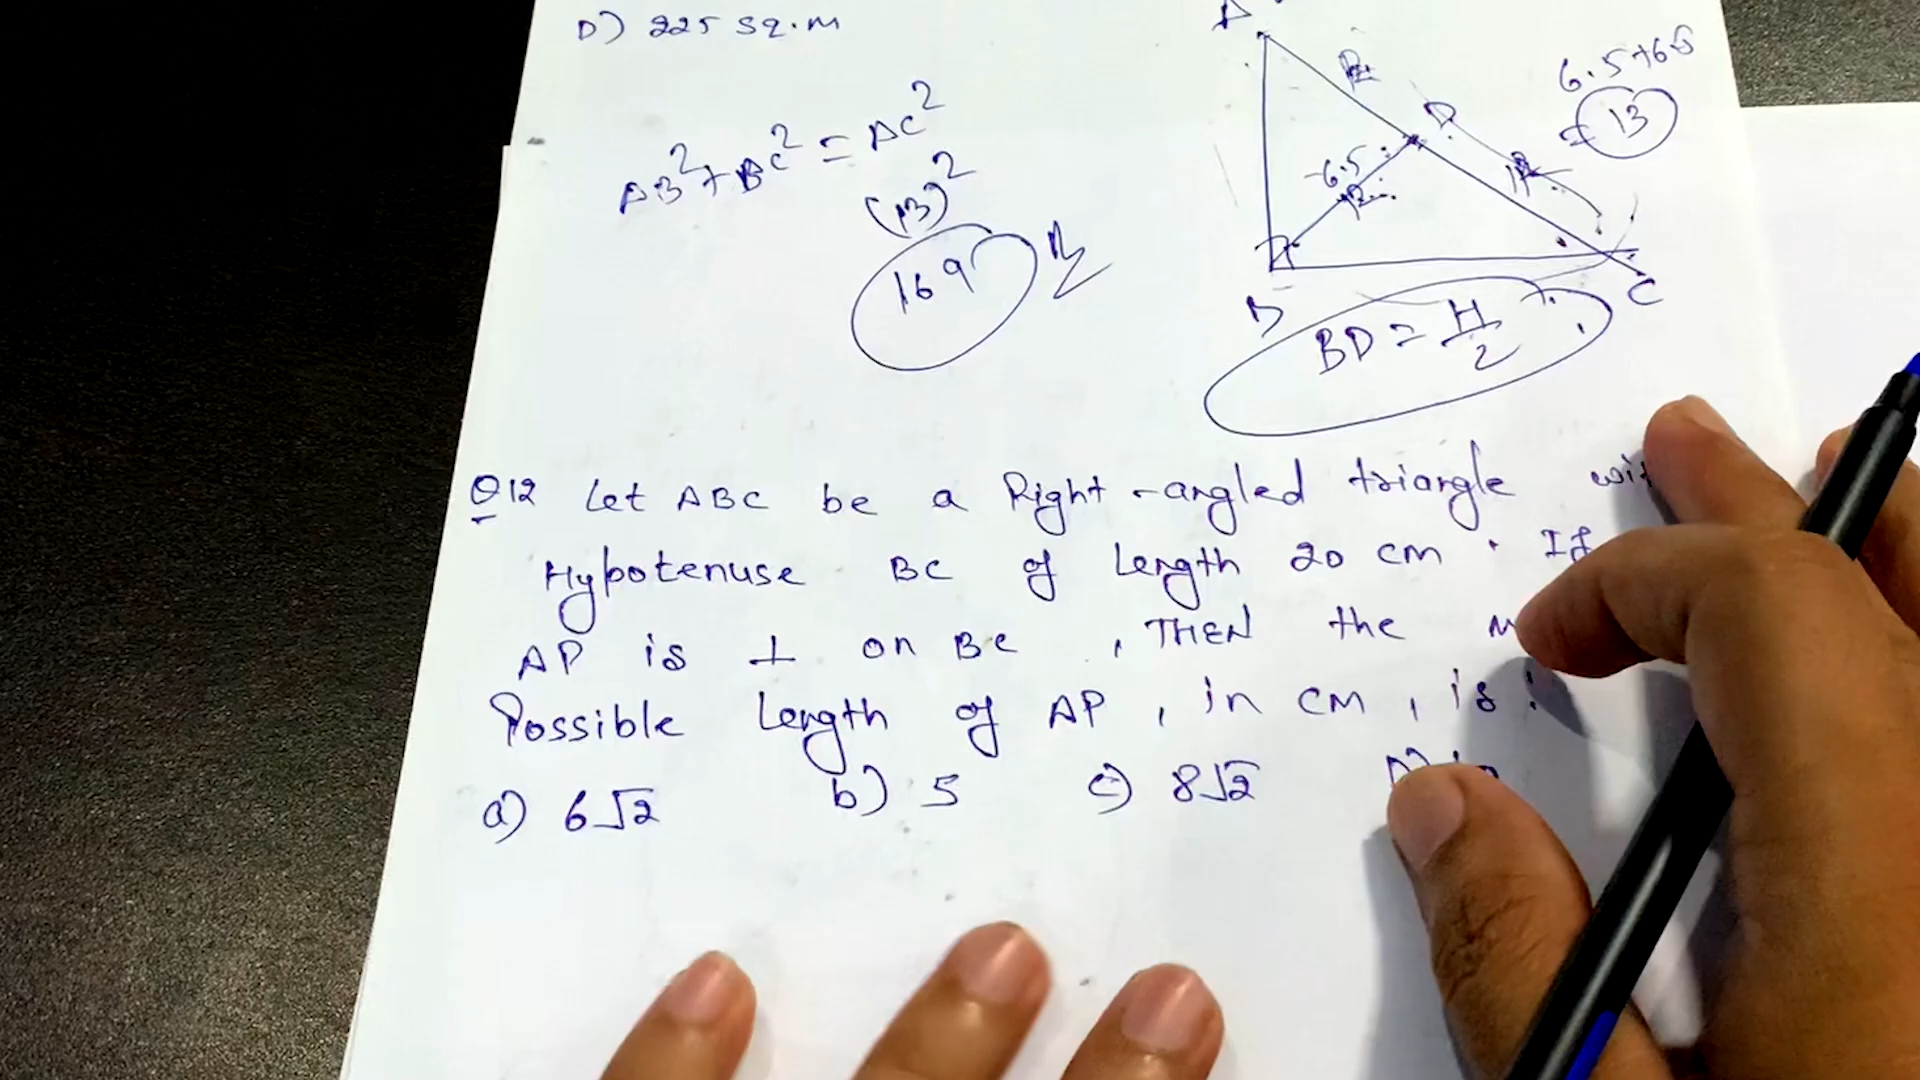 D) 225 sq.m
AB²+BC² = AC²
(13)²
169
A
D
6.5
6.5+6.5
= 13
B
C
BD = H/2
Q12 Let ABC be a Right-angled triangle
Hypotenuse BC of Length 20 cm. If
AP is ⊥ on BC, THEN the
Possible Length of AP, in cm, is:
a) 6√2 b) 5 c) 8√2